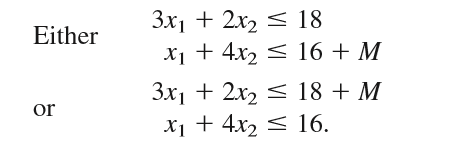 Either 3x₁ + 2x₂ ≤ 18
x₁ + 4x₂ ≤ 16 + M
or 3x₁ + 2x₂ ≤ 18 + M
x₁ + 4x₂ ≤ 16.